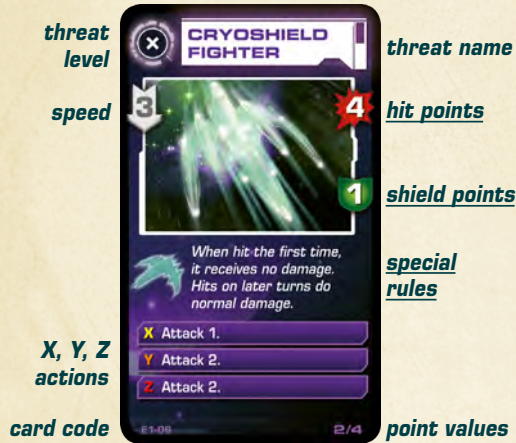 threat
level
speed
X, Y, Z
actions
card code
CRYOSHIELD
FIGHTER
3
4
1
When hit the first time,
it receives no damage.
Hits on later turns do
normal damage.
X Attack 1.
Y Attack 2.
Z Attack 2.
E1-06
2/4
threat name
hit points
shield points
special
rules
point values